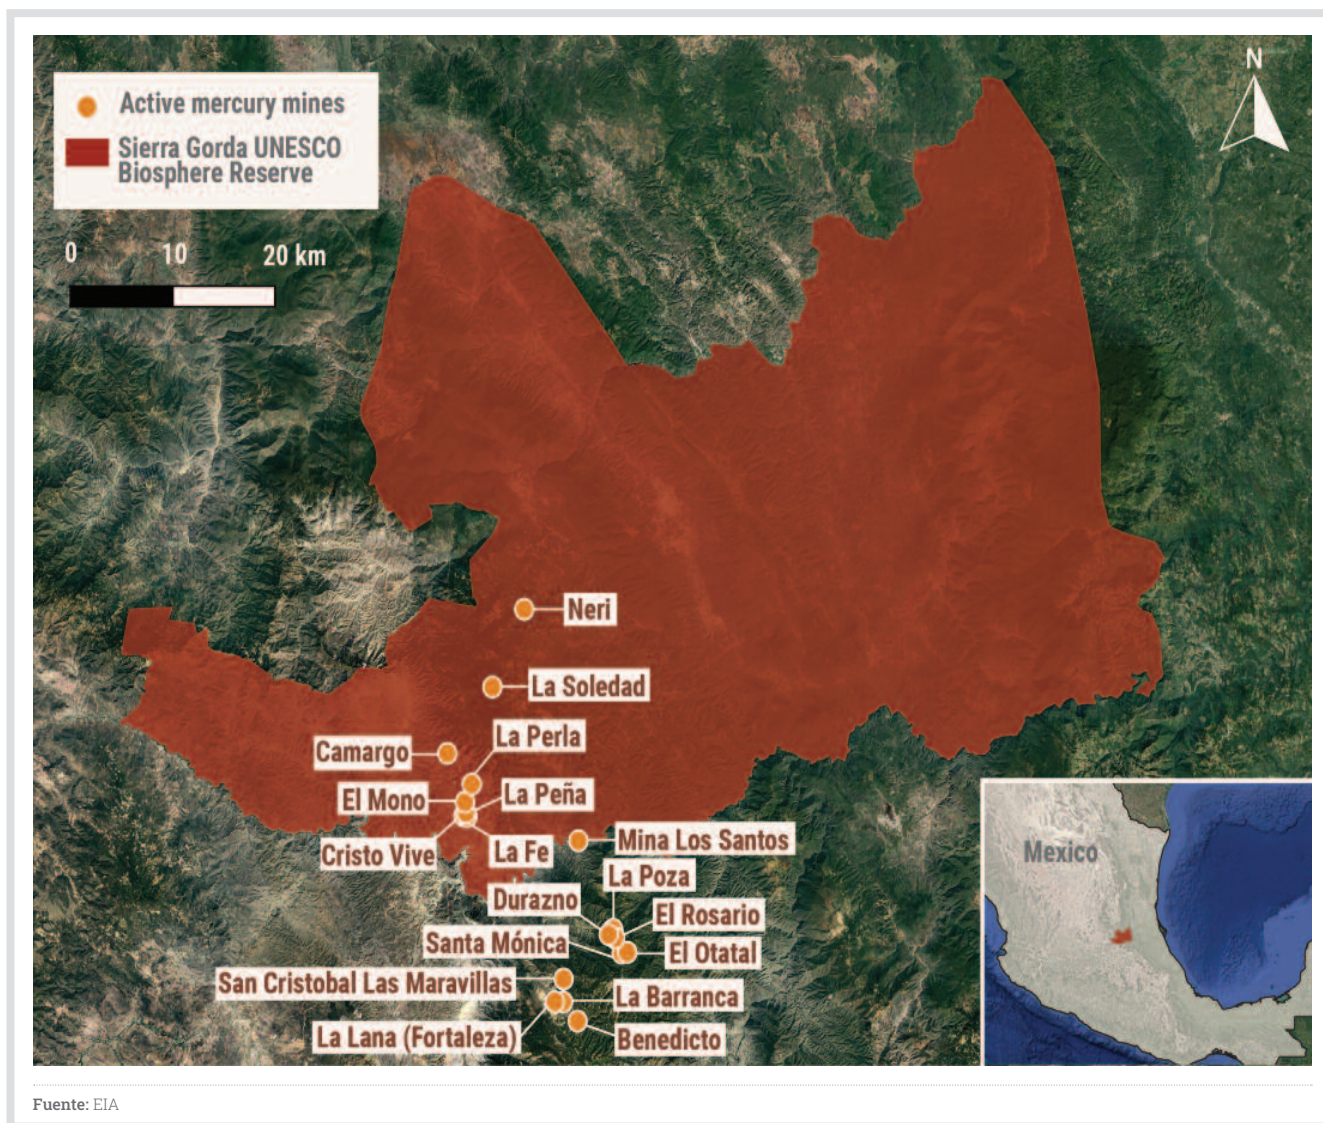 N
Active mercury mines
Sierra Gorda UNESCO
Biosphere Reserve
0 10 20 km
Neri
La Soledad
La Perla
Camargo
La Peña
El Mono
Mina Los Santos
Cristo Vive
La Fe
La Poza
Durazno
El Rosario
Santa Mónica
El Otatal
San Cristobal Las Maravillas
La Barranca
La Lana (Fortaleza)
Benedicto
Mexico
Fuente: EIA